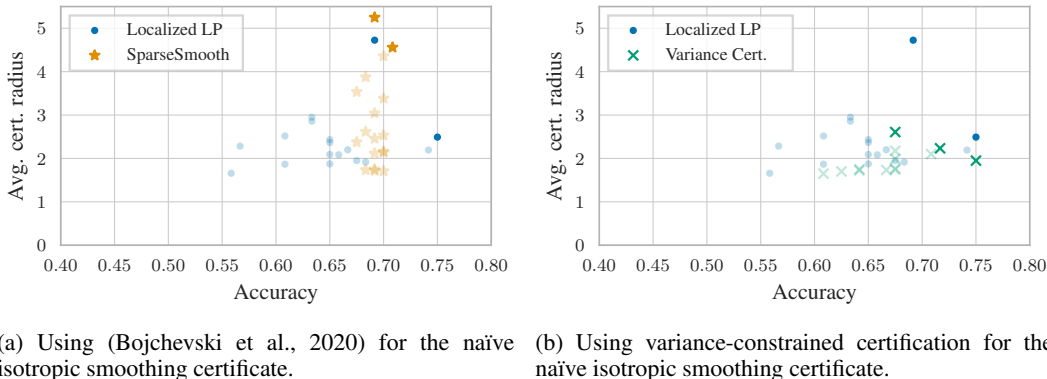 5
4
3
2
1
0
Avg. cert. radius
Localized LP
SparseSmooth
0.40 0.45 0.50 0.55 0.60 0.65 0.70 0.75 0.80
Accuracy
5
4
3
2
1
0
Avg. cert. radius
Localized LP
Variance Cert.
0.40 0.45 0.50 0.55 0.60 0.65 0.70 0.75 0.80
Accuracy
(a) Using (Bojchevski et al., 2020) for the naïve
isotropic smoothing certificate.
(b) Using variance-constrained certification for the
naïve isotropic smoothing certificate.